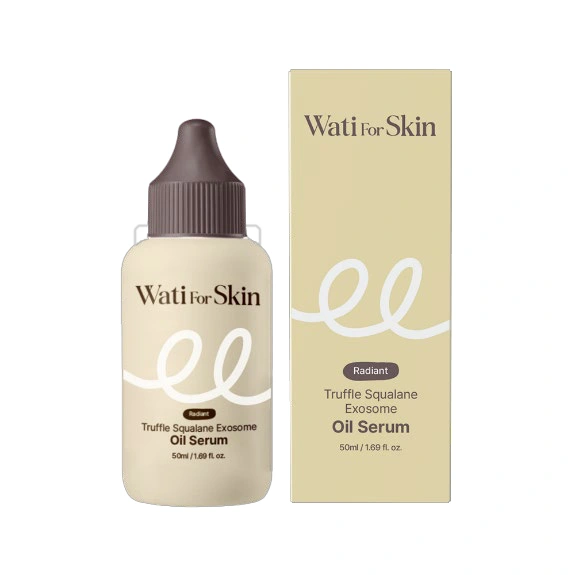 Wati For Skin
Radiant
Truffle Squalane Exosome
Oil Serum
50ml / 1.69 fl. oz.
Wati For Skin
Radiant
Truffle Squalane
Exosome
Oil Serum
50ml / 1.69 fl. oz.